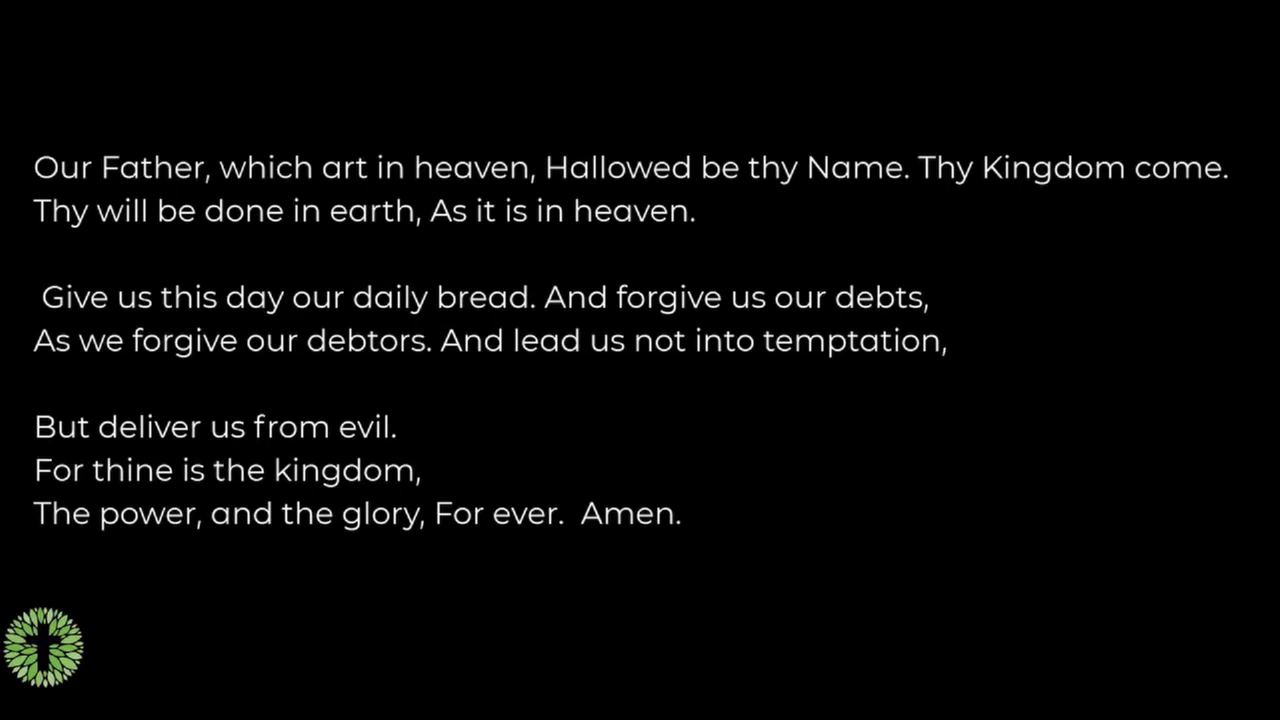 Our Father, which art in heaven, Hallowed be thy Name. Thy Kingdom come.
Thy will be done in earth, As it is in heaven.
Give us this day our daily bread. And forgive us our debts,
As we forgive our debtors. And lead us not into temptation,
But deliver us from evil.
For thine is the kingdom,
The power, and the glory, For ever.  Amen.